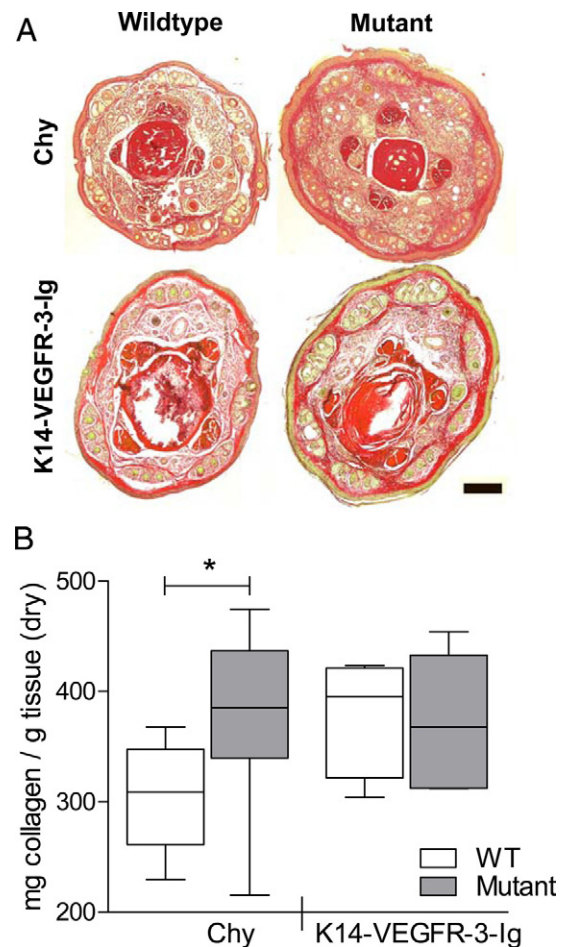 A
Wildtype Mutant
Chy
K14-VEGFR-3-Ig
B
mg collagen / g tissue (dry)
500
400
300
200
*
WT
Mutant
Chy K14-VEGFR-3-Ig